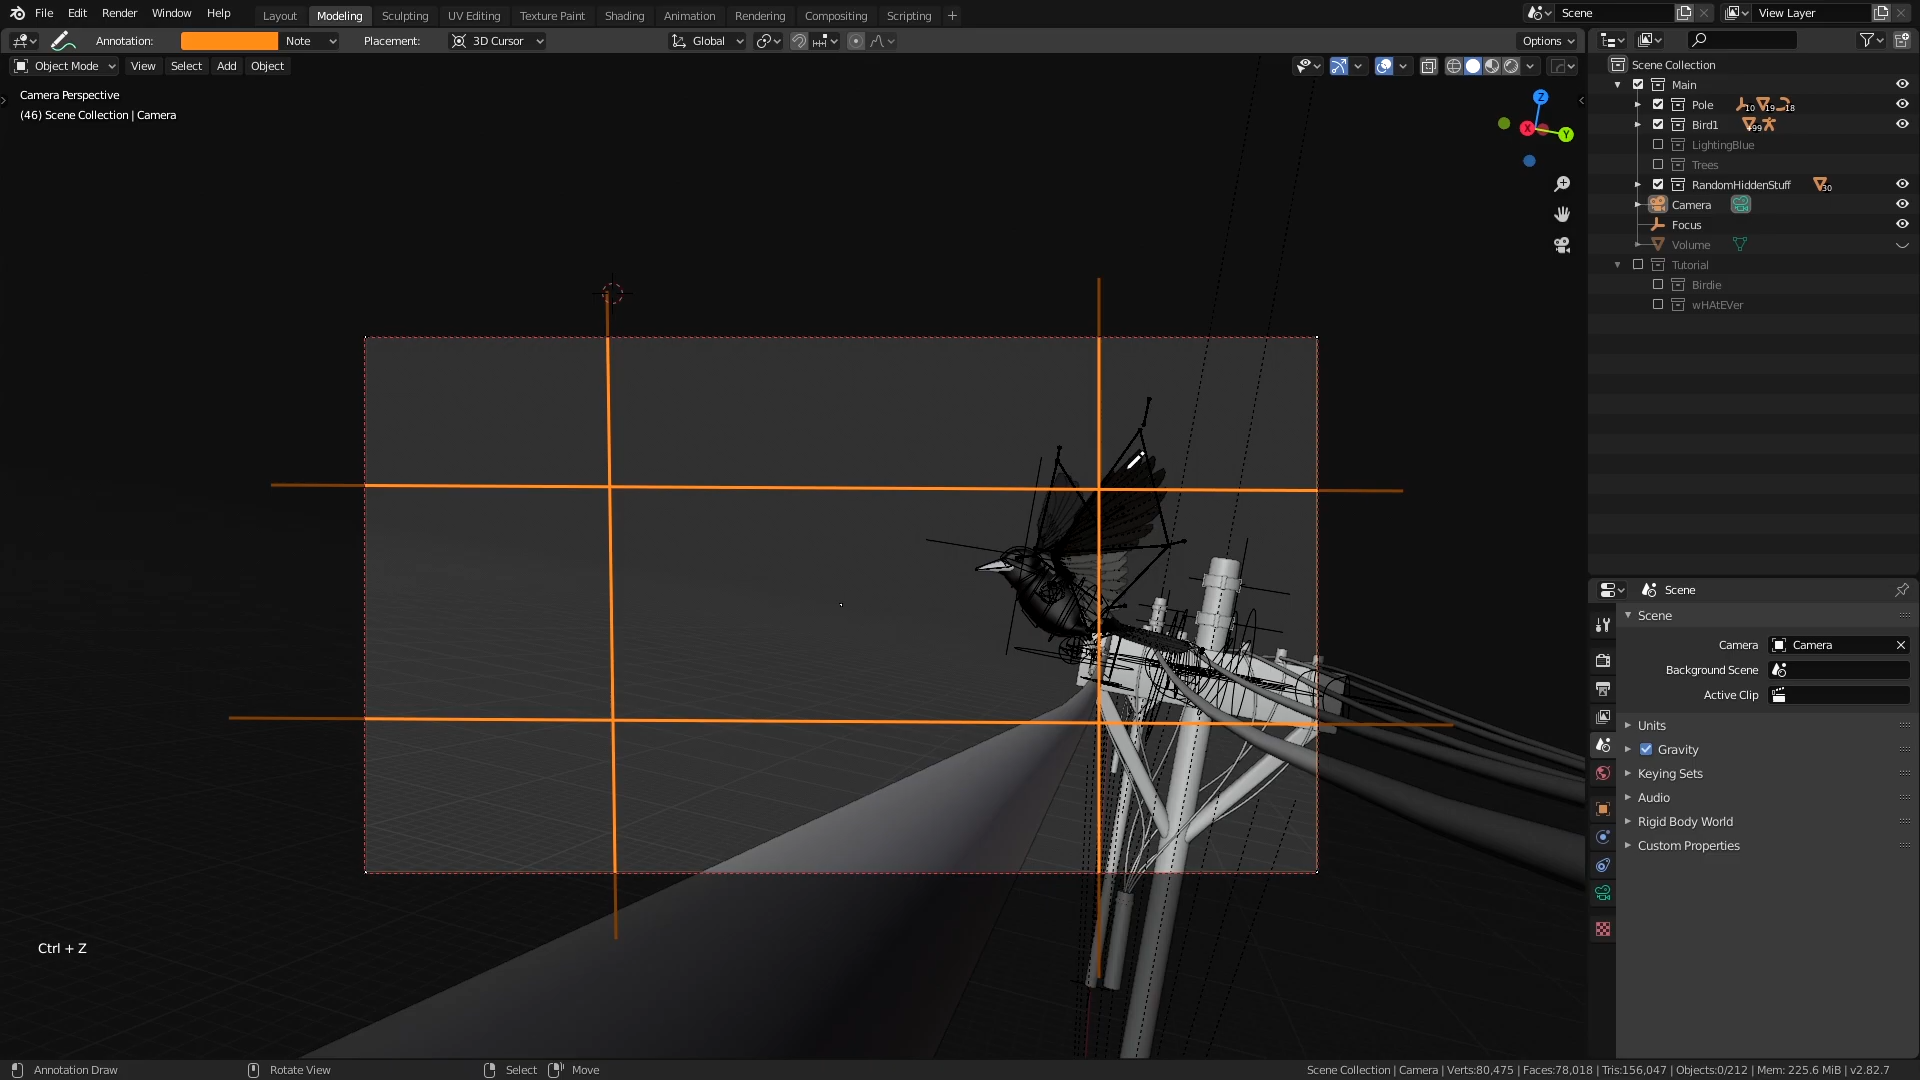 File Edit Render Window Help
Layout Modeling Sculpting UV Editing Texture Paint Shading Animation Rendering Compositing Scripting +
Scene
View Layer
Annotation: Note Placement: 3D Cursor Global Options
Object Mode View Select Add Object
Camera Perspective
(46) Scene Collection | Camera
Z
X
Y
Scene Collection
Main
Pole 10 19 18
Bird1 +99
LightingBlue
Trees
RandomHiddenStuff 30
Camera
Focus
Volume
Tutorial
Birdie
wHAtEVer
Scene
Scene
Camera Camera
Background Scene
Active Clip
Units
Gravity
Keying Sets
Audio
Rigid Body World
Custom Properties
Ctrl + Z
Annotation Draw Rotate View Select Move
Scene Collection | Camera | Verts:80,475 | Faces:78,018 | Tris:156,047 | Objects:0/212 | Mem: 225.6 MiB | v2.82.7